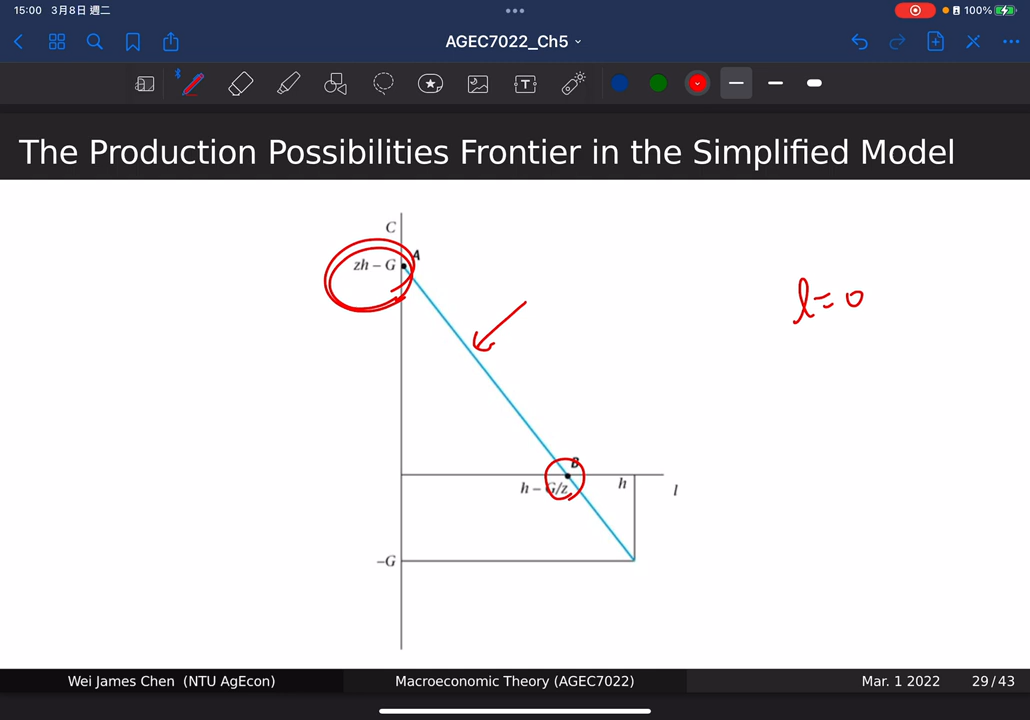 15:00 3月8日 週二
100%
AGEC7022_Ch5
The Production Possibilities Frontier in the Simplified Model
C
A
zh – G
l = 0
B
h – G/z
h
l
–G
Wei James Chen (NTU AgEcon) Macroeconomic Theory (AGEC7022) Mar. 1 2022 29 / 43